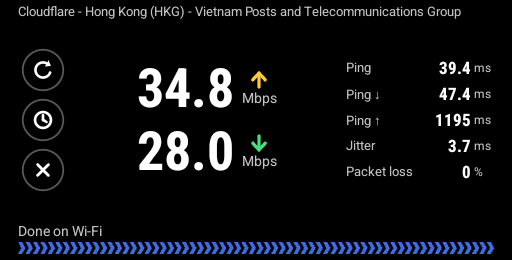 Cloudflare - Hong Kong (HKG) - Vietnam Posts and Telecommunications Group
34.8 Mbps
28.0 Mbps
Ping 39.4 ms
Ping ↓ 47.4 ms
Ping ↑ 1195 ms
Jitter 3.7 ms
Packet loss 0 %
Done on Wi-Fi